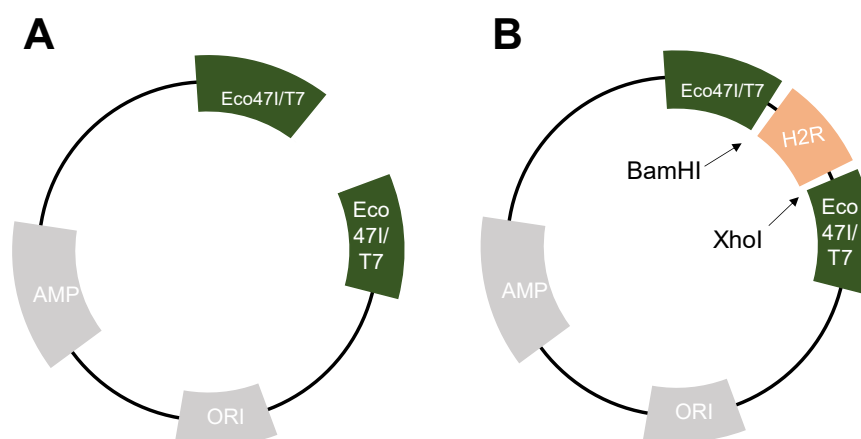 A
Eco47I/T7
Eco
47I/
T7
AMP
ORI
B
Eco47I/T7
H2R
BamHI
XhoI
Eco
47I/
T7
AMP
ORI